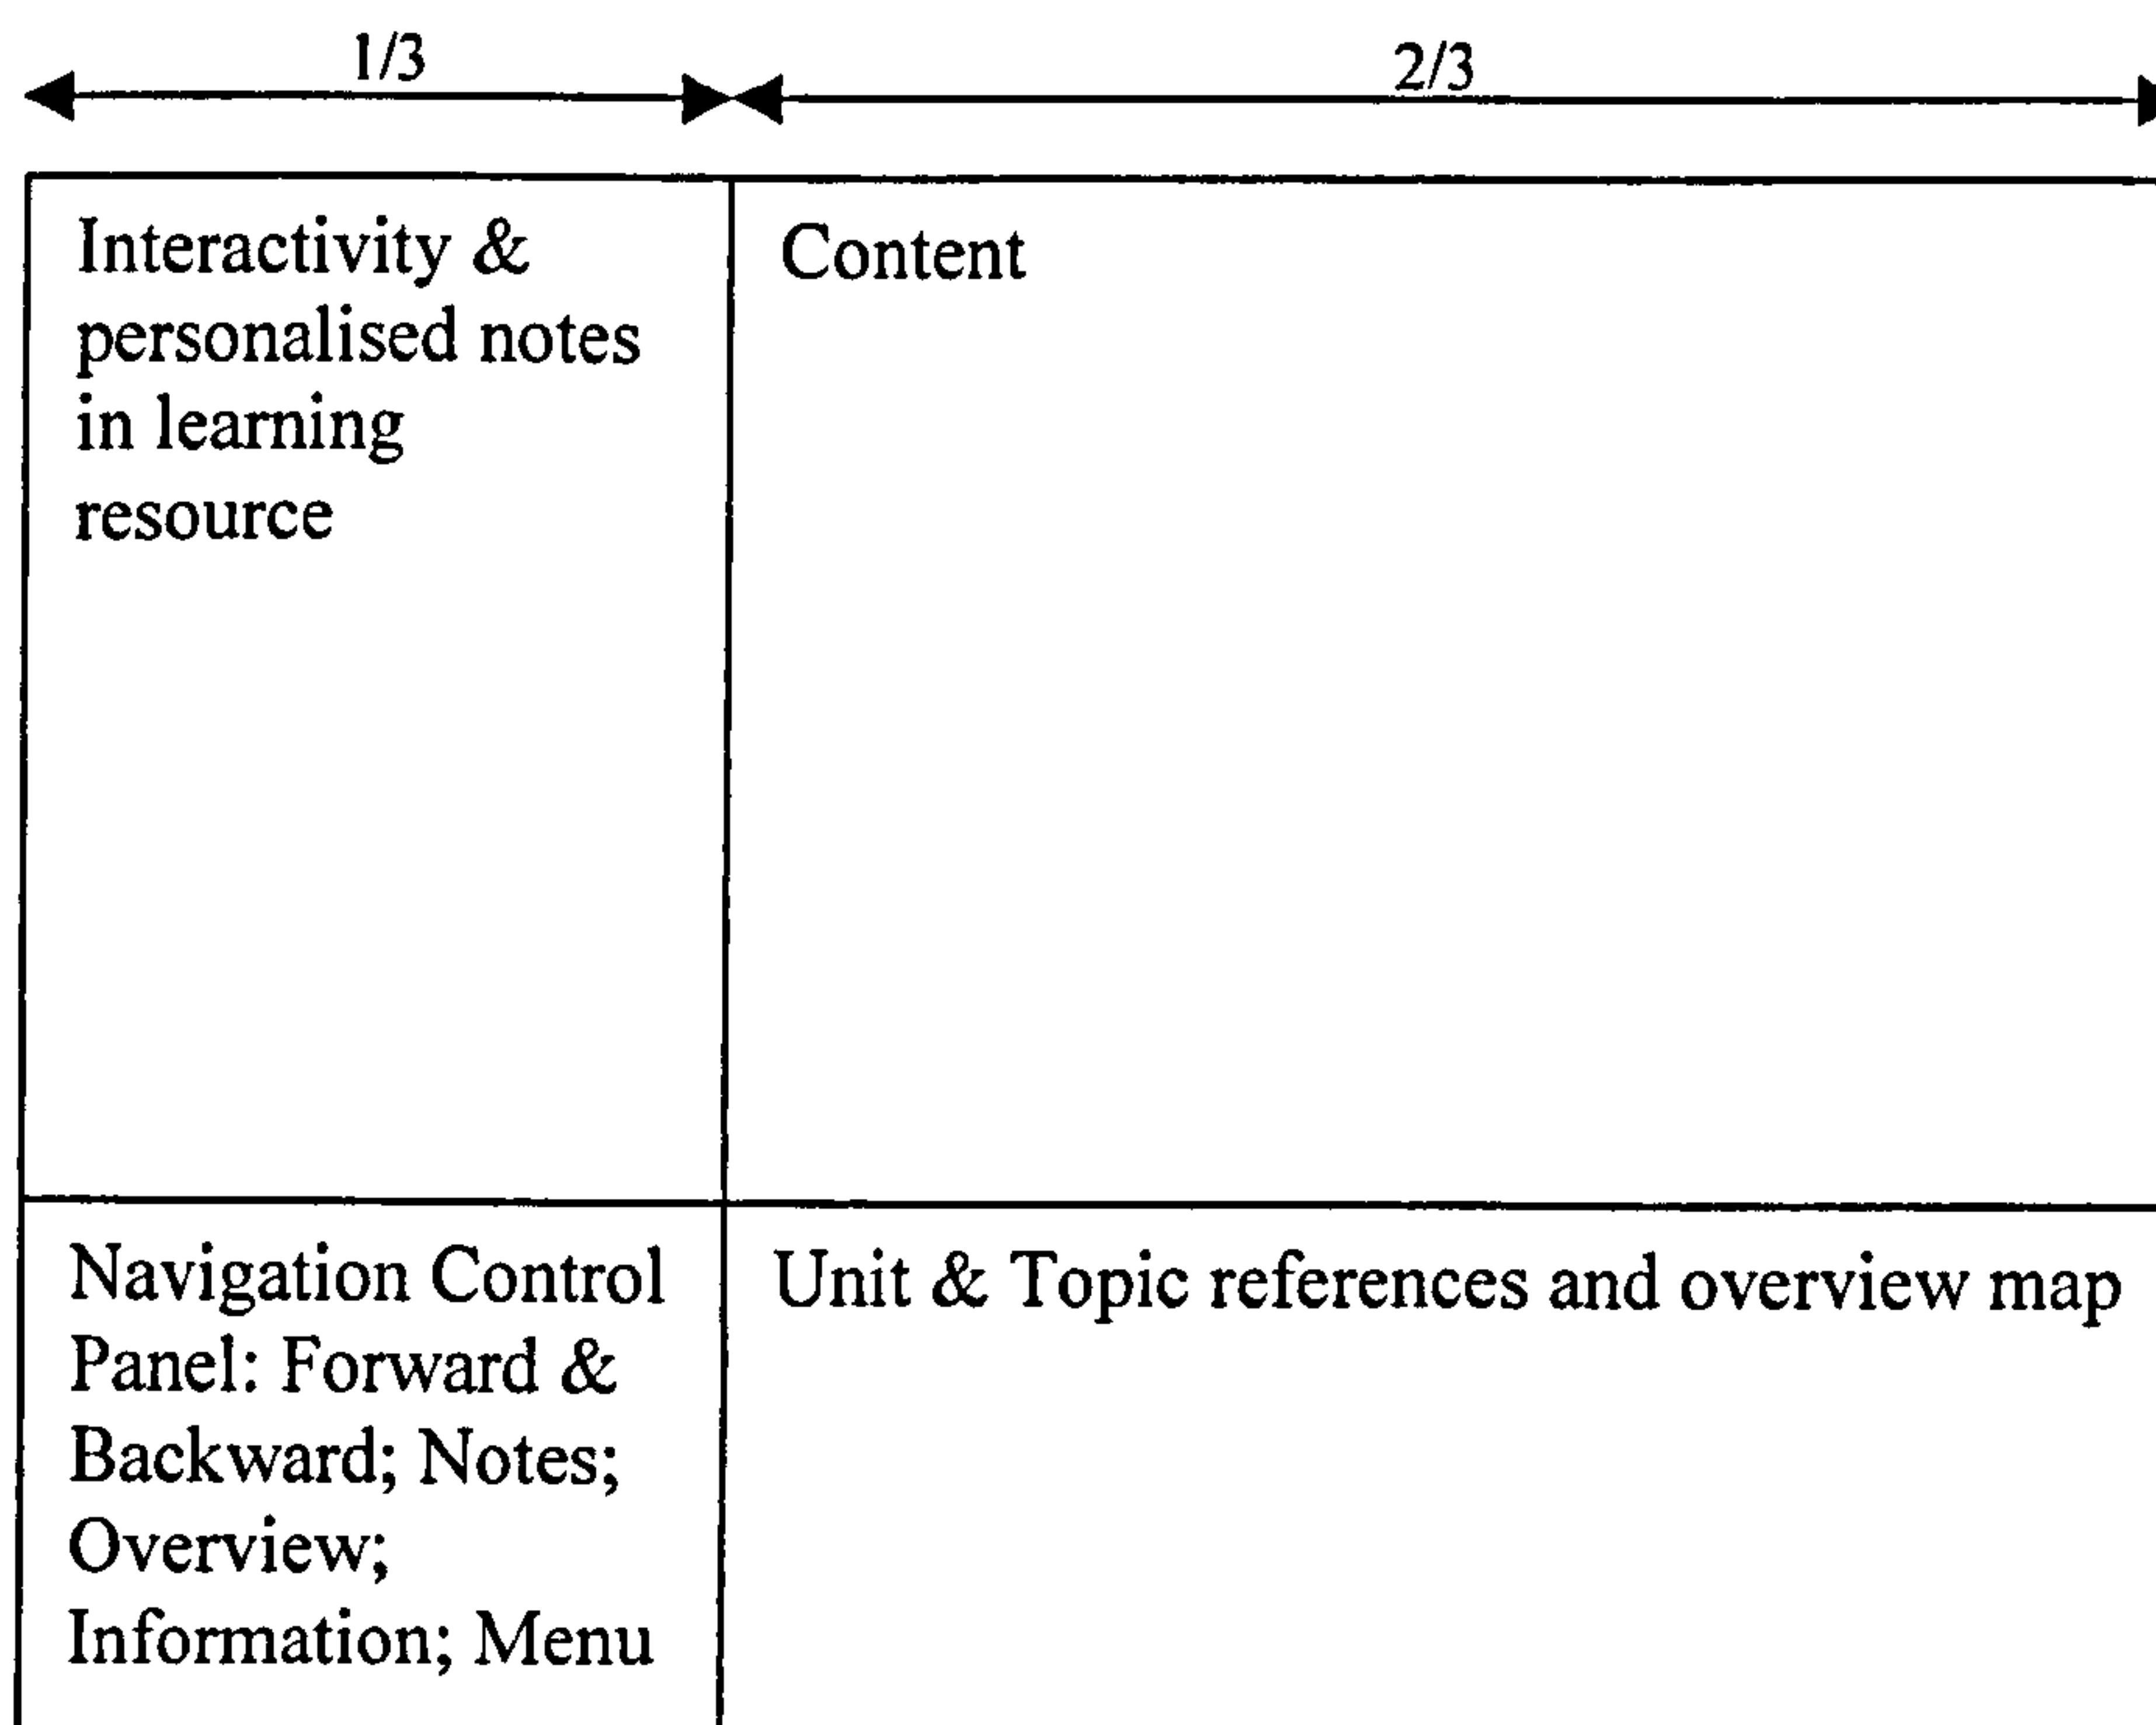 1/3
2/3
Interactivity &
personalised notes
in learning
resource
Content
Navigation Control
Panel: Forward &
Backward; Notes;
Overview;
Information; Menu
Unit & Topic references and overview map